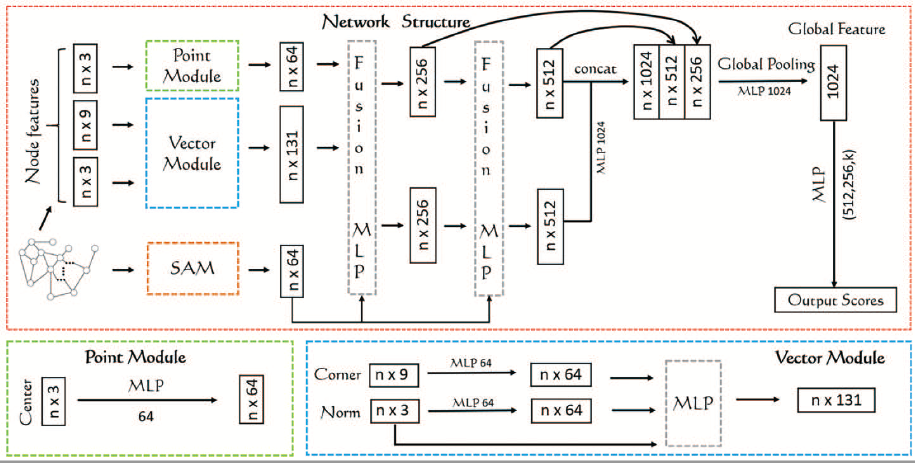 Network Structure
Node features
n x 3
n x 9
n x 3
Point
Module
Vector
Module
SAM
n x 64
n x 131
n x 64
Fusion MLP
n x 256
n x 256
Fusion MLP
n x 512
n x 512
concat
MLP 1024
n x 1024
n x 512
n x 256
Global Pooling
MLP 1024
Global Feature
1024
MLP
(512,256,k)
Output Scores
Point Module
Center
n x 3
MLP
64
n x 64
Vector Module
Corner
n x 9
MLP 64
n x 64
Norm
n x 3
MLP 64
n x 64
MLP
n x 131